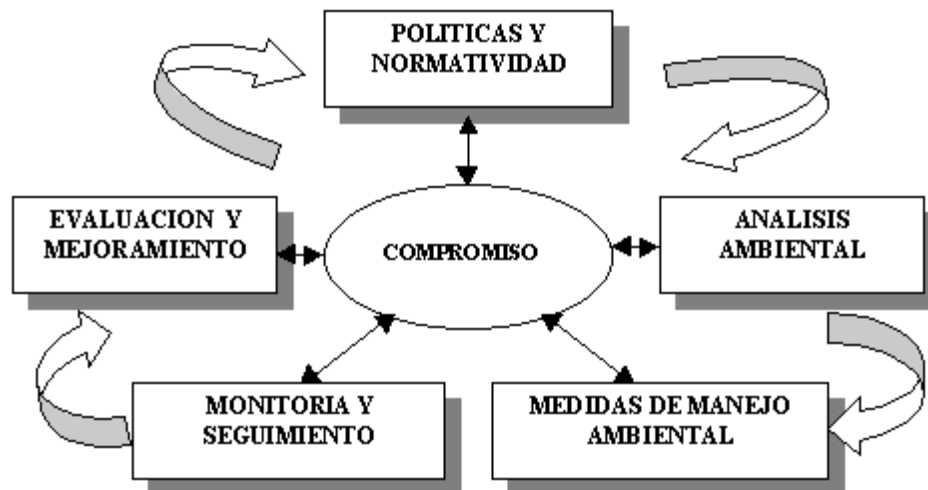 POLITICAS Y
NORMATIVIDAD
EVALUACION Y
MEJORAMIENTO
COMPROMISO
ANALISIS
AMBIENTAL
MONITORIA Y
SEGUIMIENTO
MEDIDAS DE MANEJO
AMBIENTAL